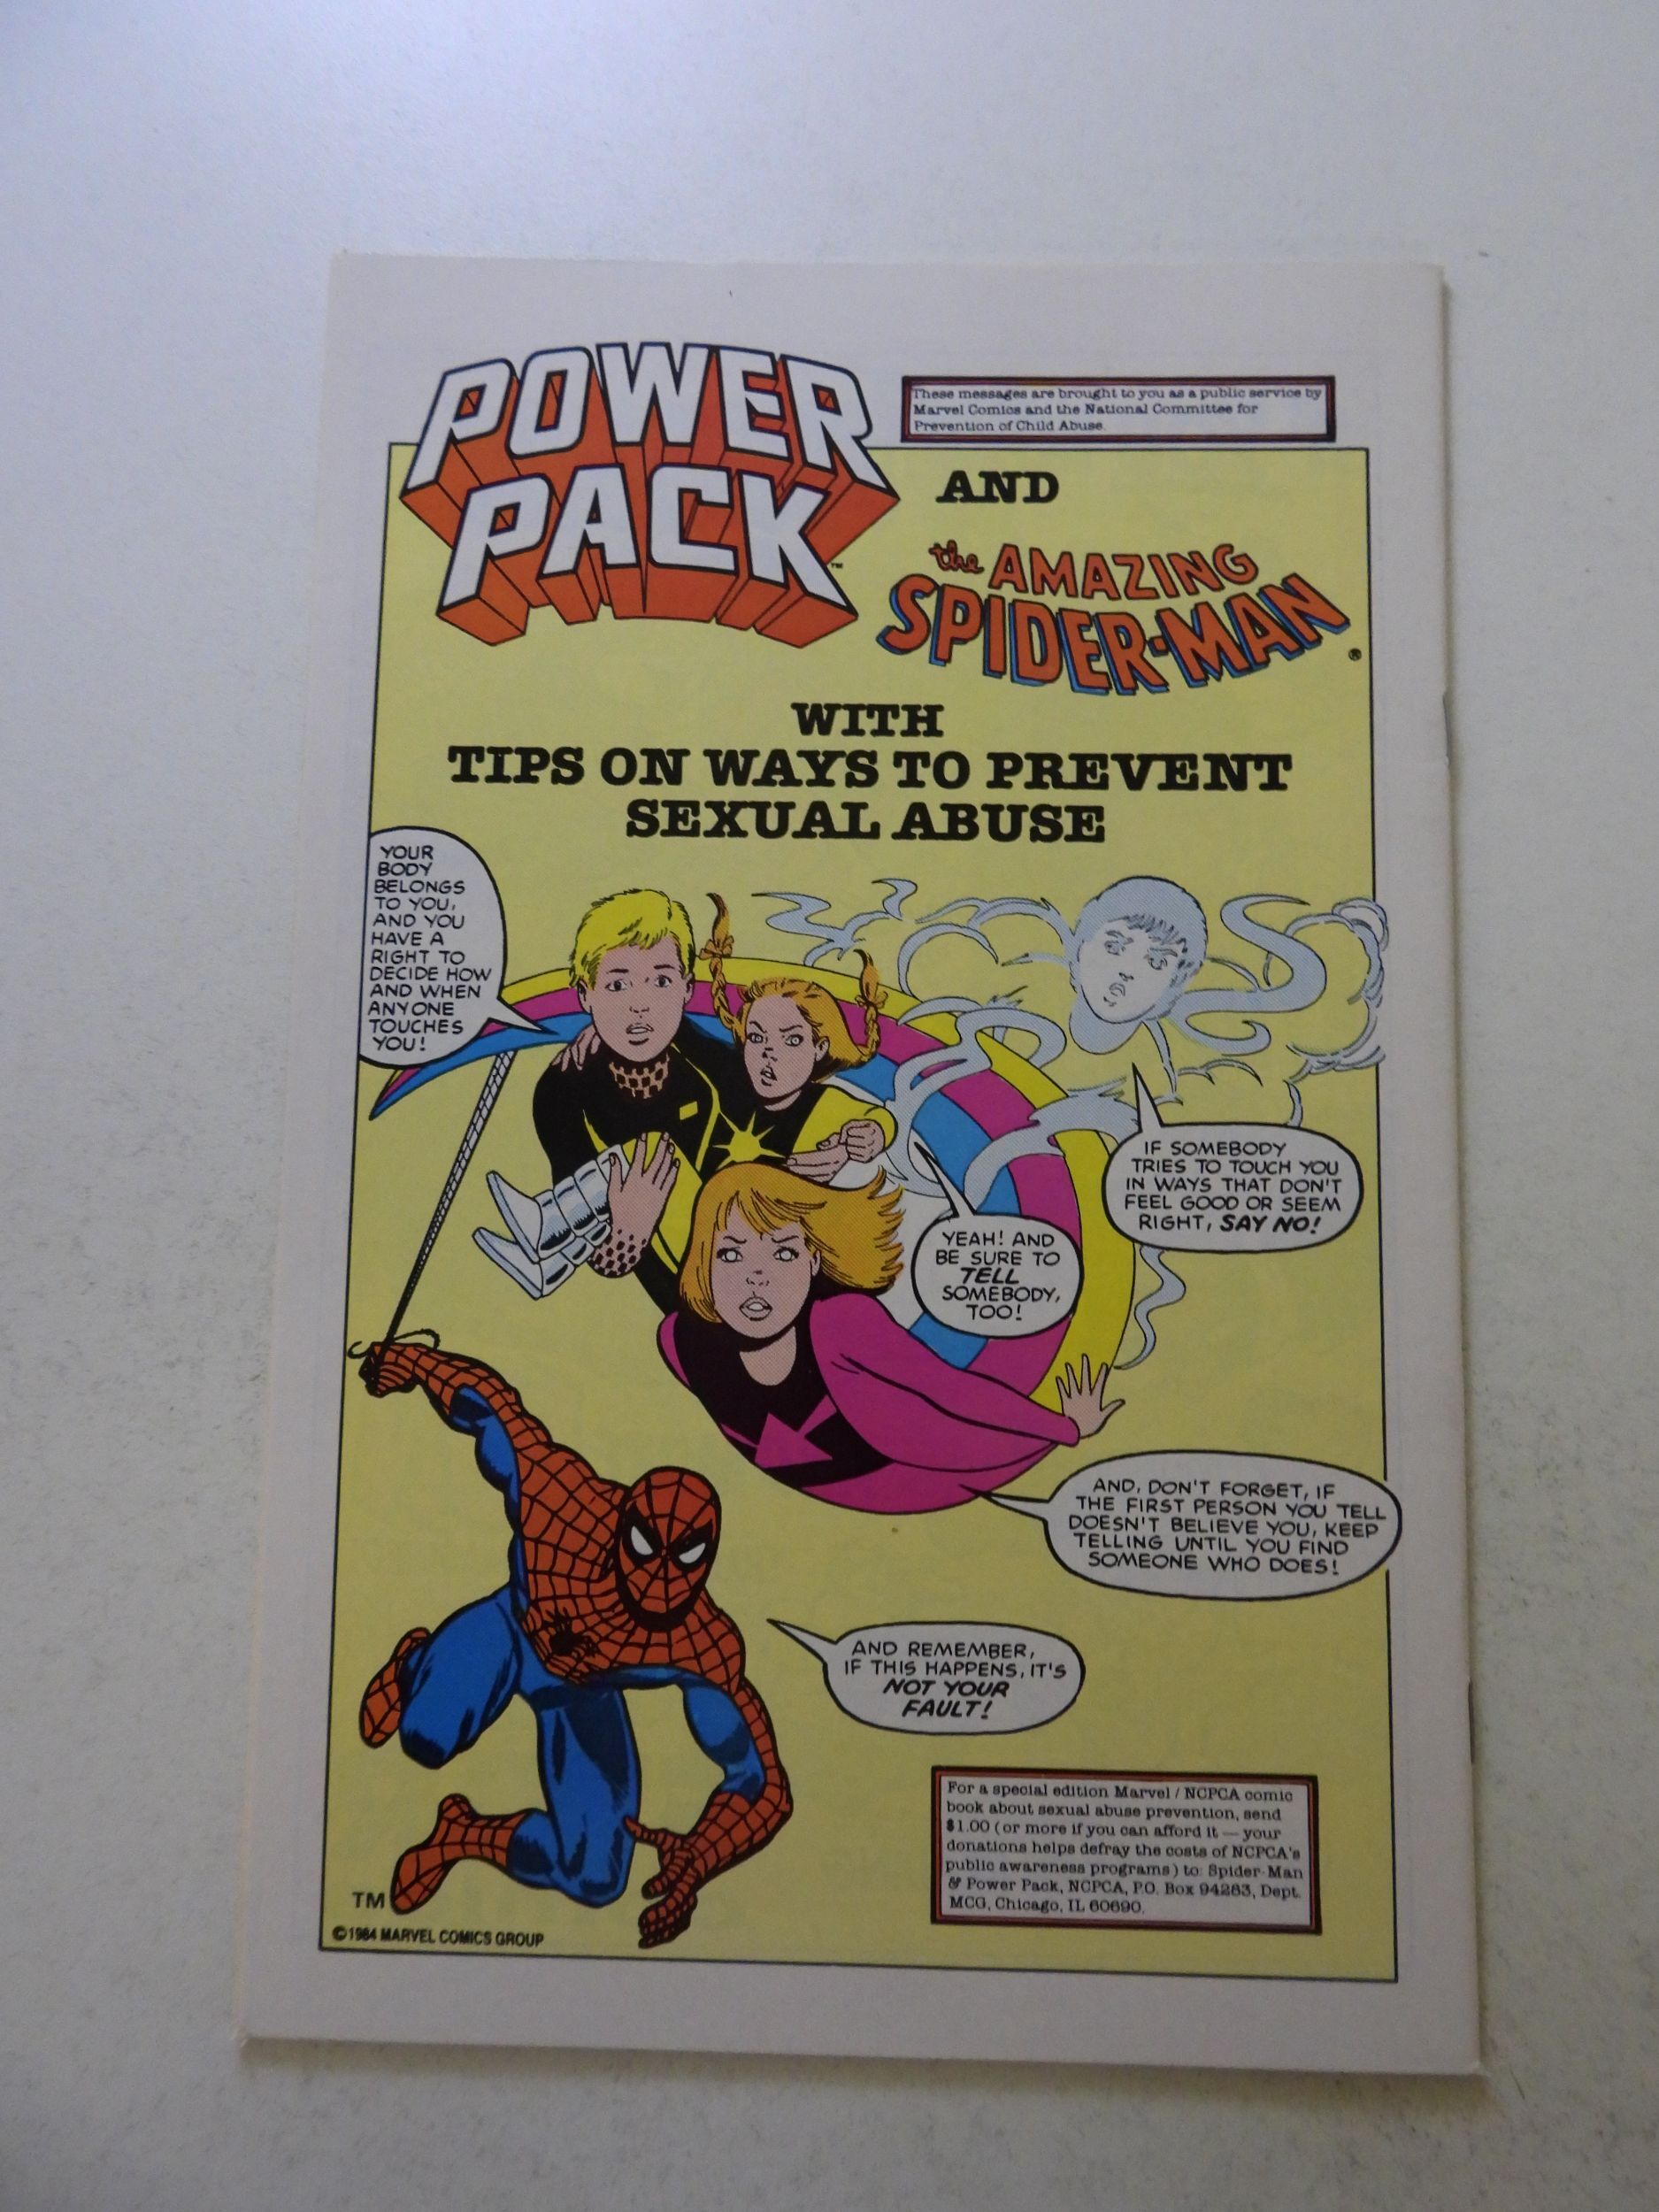 POWER
PACK
™
These messages are brought to you as a public service by
Marvel Comics and the National Committee for
Prevention of Child Abuse.
AND
the AMAZING
SPIDER-MAN
®
WITH
TIPS ON WAYS TO PREVENT
SEXUAL ABUSE
YOUR
BODY
BELONGS
TO YOU,
AND YOU
HAVE A
RIGHT TO
DECIDE HOW
AND WHEN
ANYONE
TOUCHES
YOU!
IF SOMEBODY
TRIES TO TOUCH YOU
IN WAYS THAT DON'T
FEEL GOOD OR SEEM
RIGHT, SAY NO!
YEAH! AND
BE SURE TO
TELL
SOMEBODY,
TOO!
AND, DON'T FORGET, IF
THE FIRST PERSON YOU TELL
DOESN'T BELIEVE YOU, KEEP
TELLING UNTIL YOU FIND
SOMEONE WHO DOES!
AND REMEMBER,
IF THIS HAPPENS, IT'S
NOT YOUR
FAULT!
For a special edition Marvel / NCPCA comic
book about sexual abuse prevention, send
$1.00 (or more if you can afford it — your
donations helps defray the costs of NCPCA's
public awareness programs) to: Spider-Man
& Power Pack, NCPCA, P.O. Box 94283, Dept.
MCG, Chicago, IL 60690.
TM
©1984 MARVEL COMICS GROUP